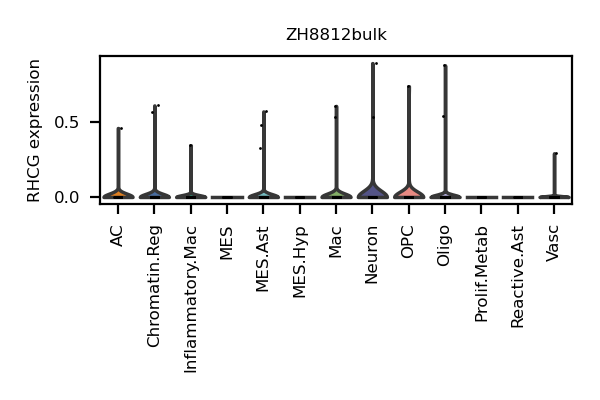 ZH8812bulk
RHCG expression
0.5
0.0
AC
Chromatin.Reg
Inflammatory.Mac
MES
MES.Ast
MES.Hyp
Mac
Neuron
OPC
Oligo
Prolif.Metab
Reactive.Ast
Vasc